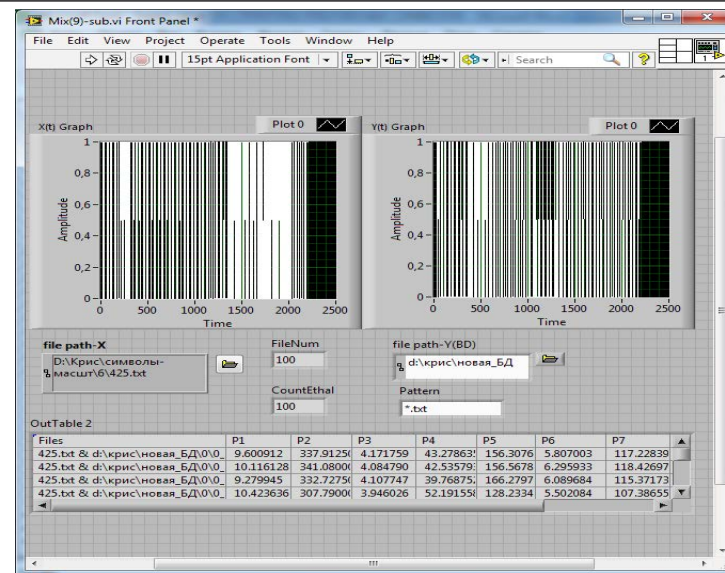 Mix(9)-sub.vi Front Panel *
File Edit View Project Operate Tools Window Help
15pt Application Font Search
1
X(t) Graph Plot 0
1
0,8
0,6
0,4
0,2
0
Amplitude
0 500 1000 1500 2000 2500
Time
Y(t) Graph Plot 0
1
0,8
0,6
0,4
0,2
0
Amplitude
0 500 1000 1500 2000 2500
Time
file path-X
D:\Крис\символы-
масшт\6\425.txt
FileNum
100
CountEthal
100
file path-Y(BD)
d:\крис\новая_БД
Pattern
*.txt
OutTable 2
Files P1 P2 P3 P4 P5 P6 P7
425.txt & d:\крис\новая_БД\0\0_ 9.600912 337.91250 4.171759 43.27863 156.3076 5.807003 117.22839
425.txt & d:\крис\новая_БД\0\0_ 10.116128 341.08000 4.084790 42.53579 156.5678 6.295933 118.42697
425.txt & d:\крис\новая_БД\0\0_ 9.279945 332.72750 4.107747 39.76875 166.2797 6.089684 115.37173
425.txt & d:\крис\новая_БД\0\0_ 10.423636 307.79000 3.946026 52.191558 128.2334 5.502084 107.38655